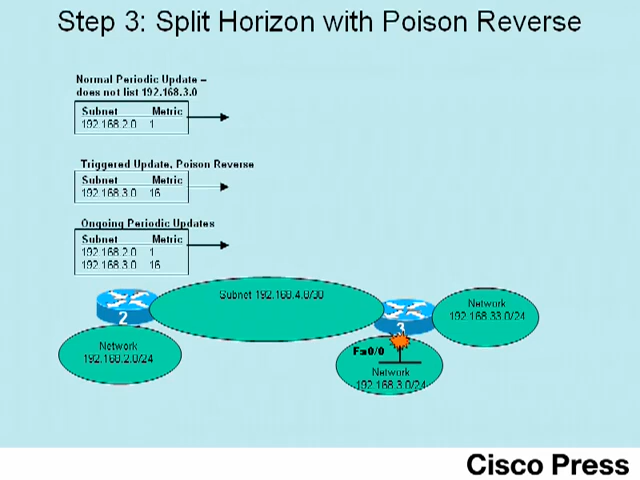 Step 3: Split Horizon with Poison Reverse
Normal Periodic Update –
does not list 192.168.3.0
Subnet Metric
192.168.2.0 1
Triggered Update, Poison Reverse
Subnet Metric
192.168.3.0 16
Ongoing Periodic Updates
Subnet Metric
192.168.2.0 1
192.168.3.0 16
Subnet 192.168.4.0/30
2
3
Network
192.168.33.0/24
Network
192.168.2.0/24
Fa0/0
Network
192.168.3.0/24
Cisco Press